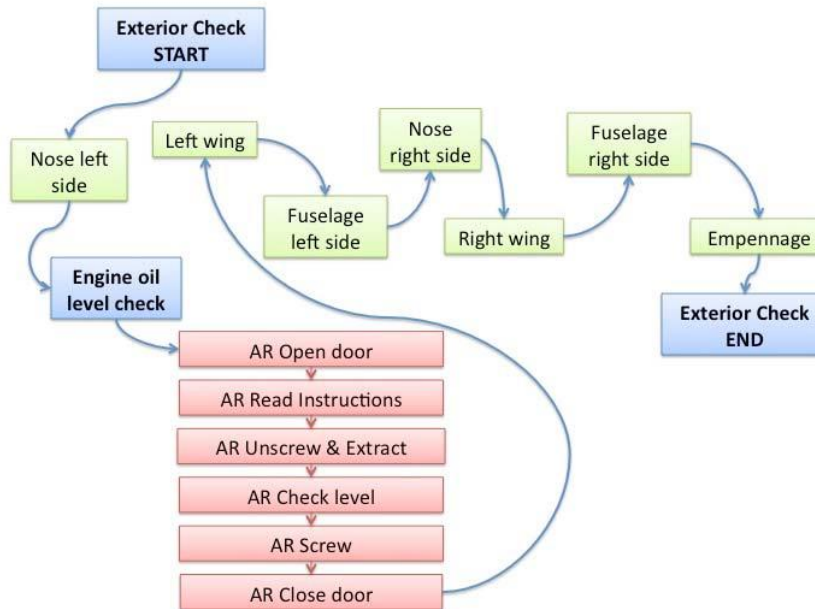 Exterior Check
START
Nose left
side
Engine oil
level check
AR Open door
AR Read Instructions
AR Unscrew & Extract
AR Check level
AR Screw
AR Close door
Left wing
Fuselage
left side
Nose
right side
Right wing
Fuselage
right side
Empennage
Exterior Check
END